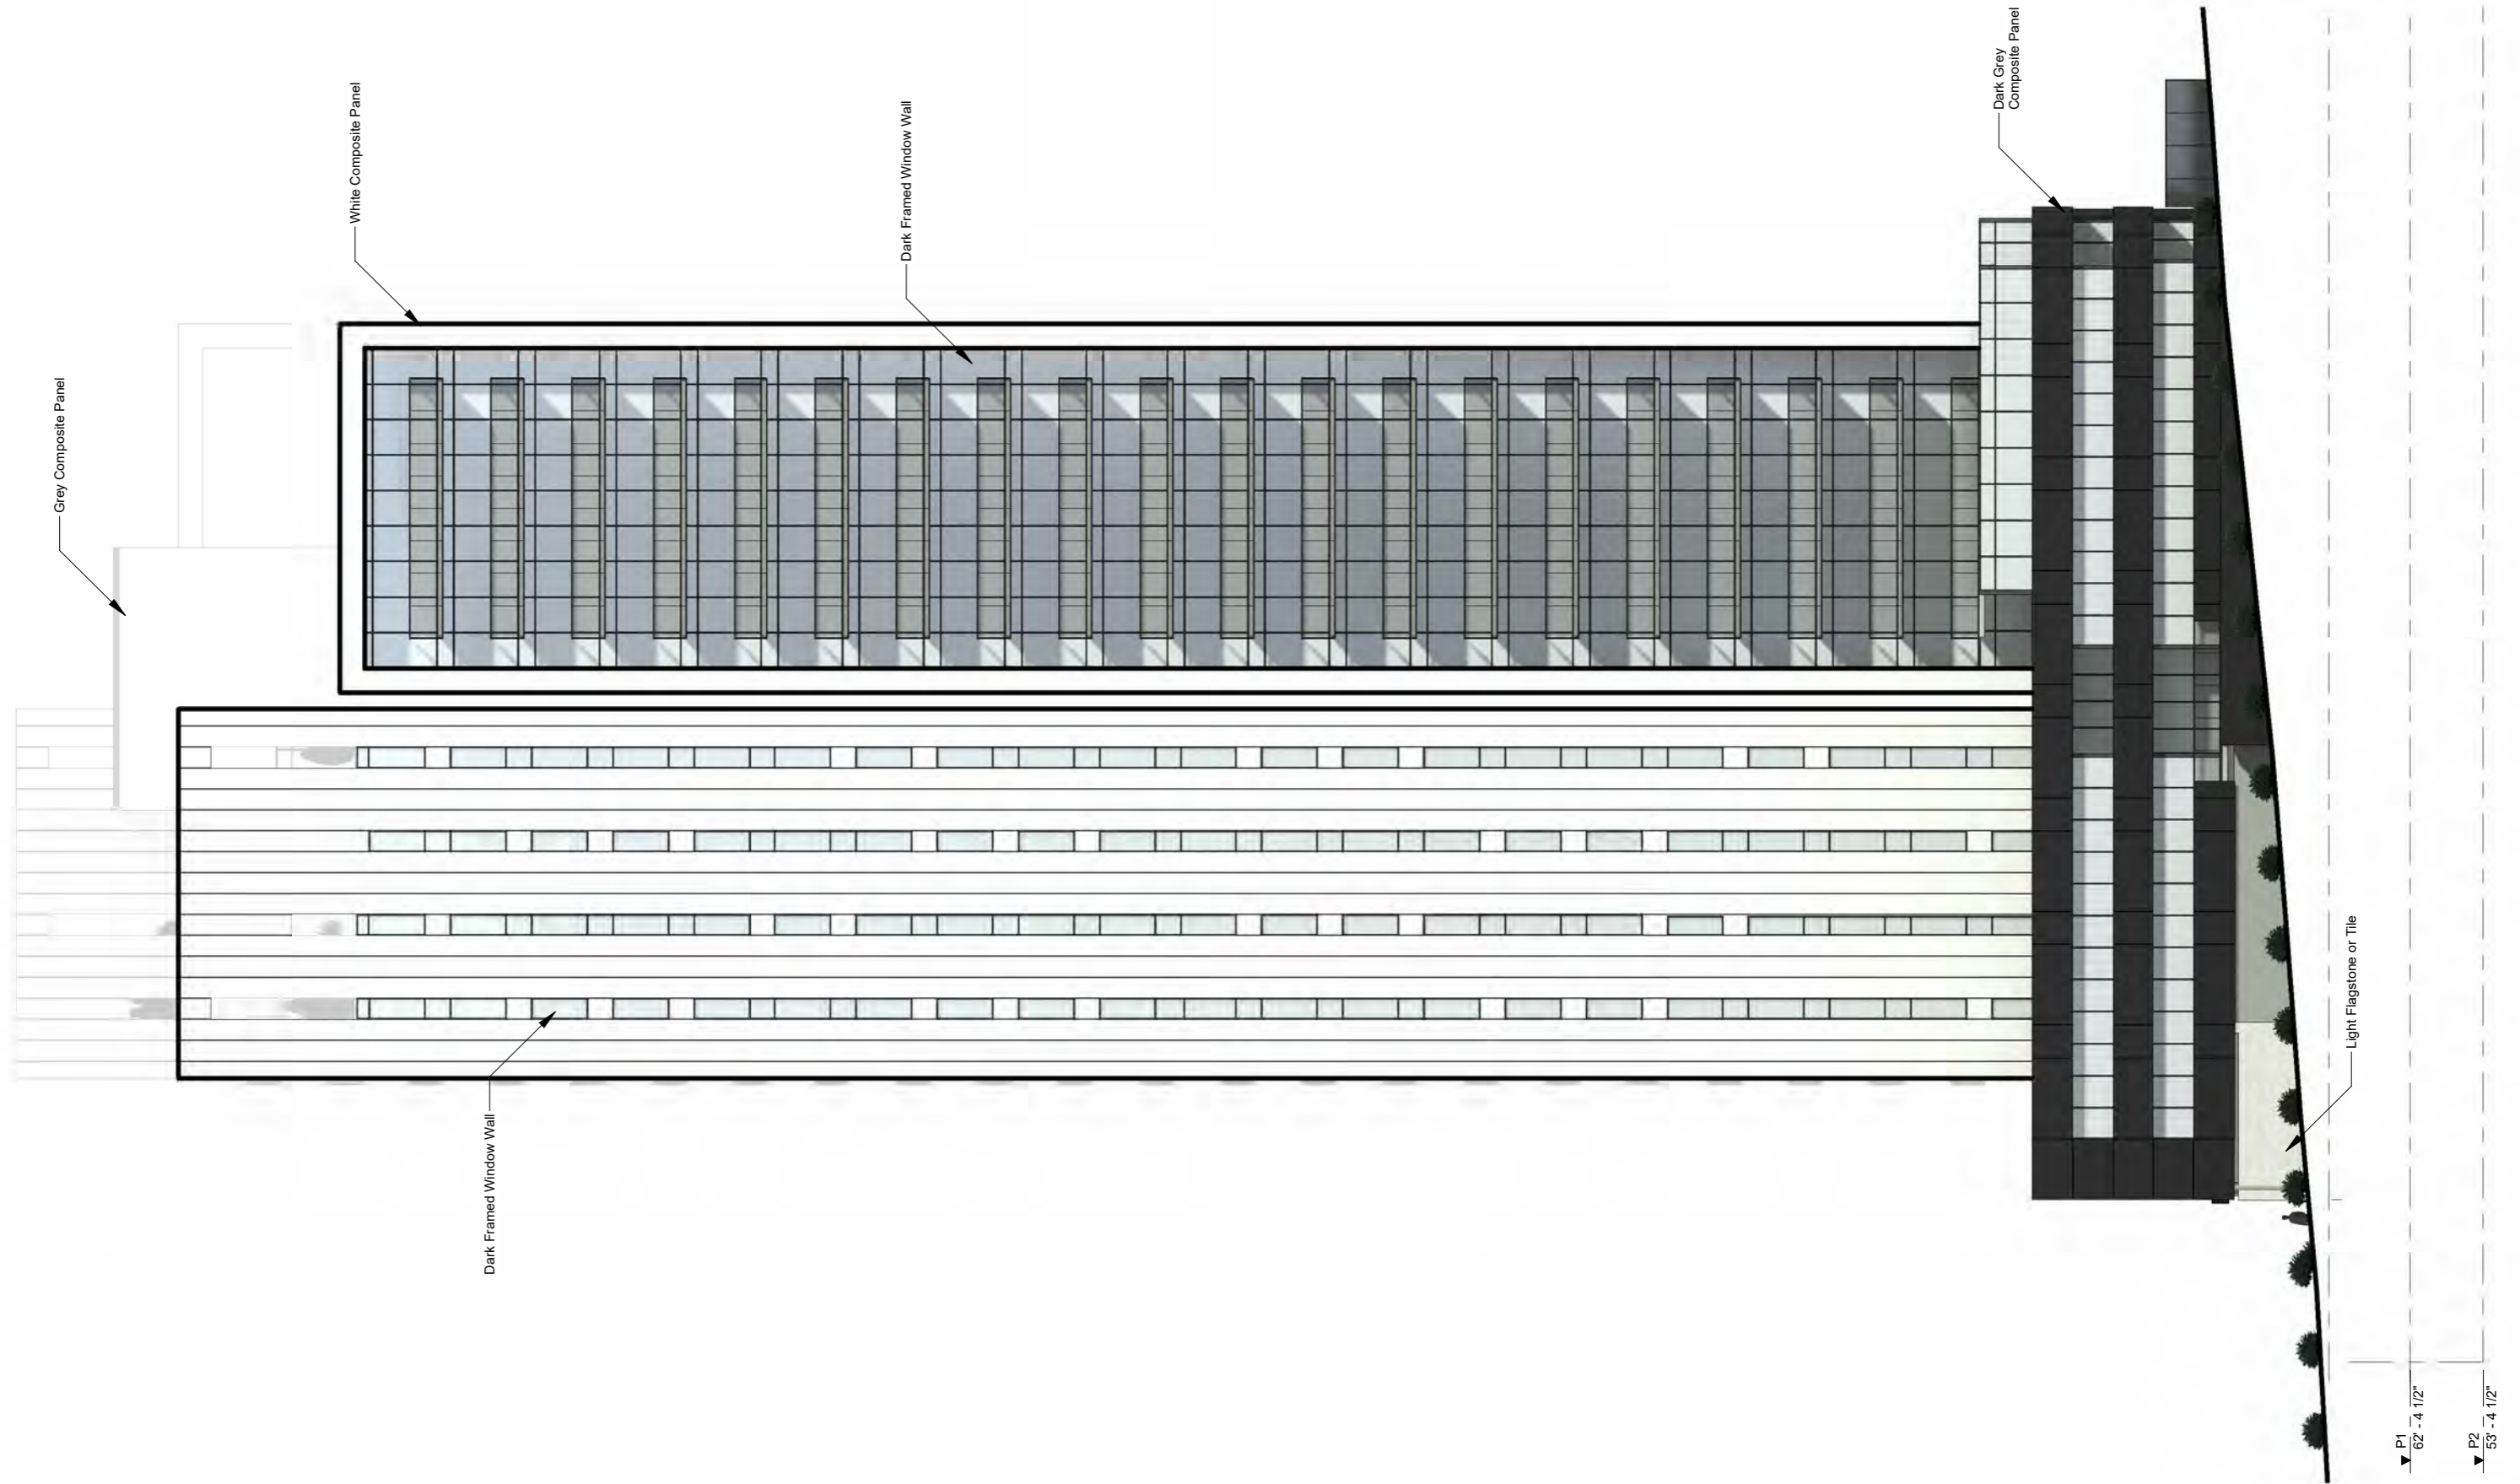 Grey Composite Panel
White Composite Panel
Dark Framed Window Wall
Dark Framed Window Wall
Dark Grey
Composite Panel
Light Flagstone or Tile
P1
62' - 4 1/2"
P2
53' - 4 1/2"